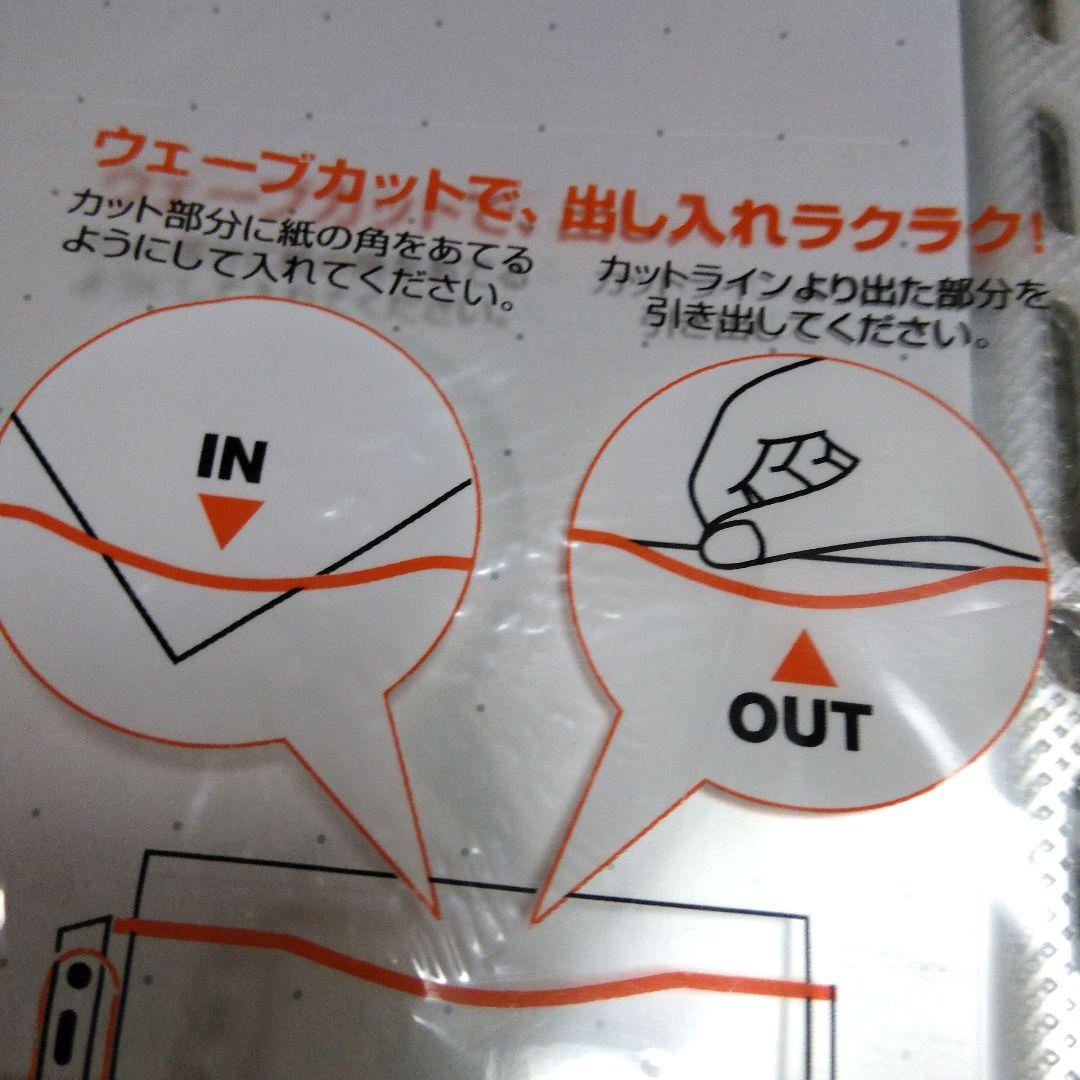 ウェーブカットで、出し入れラクラク!
カット部分に紙の角をあてる
ようにして入れてください。
カットラインより出た部分を
引き出してください。
IN
OUT